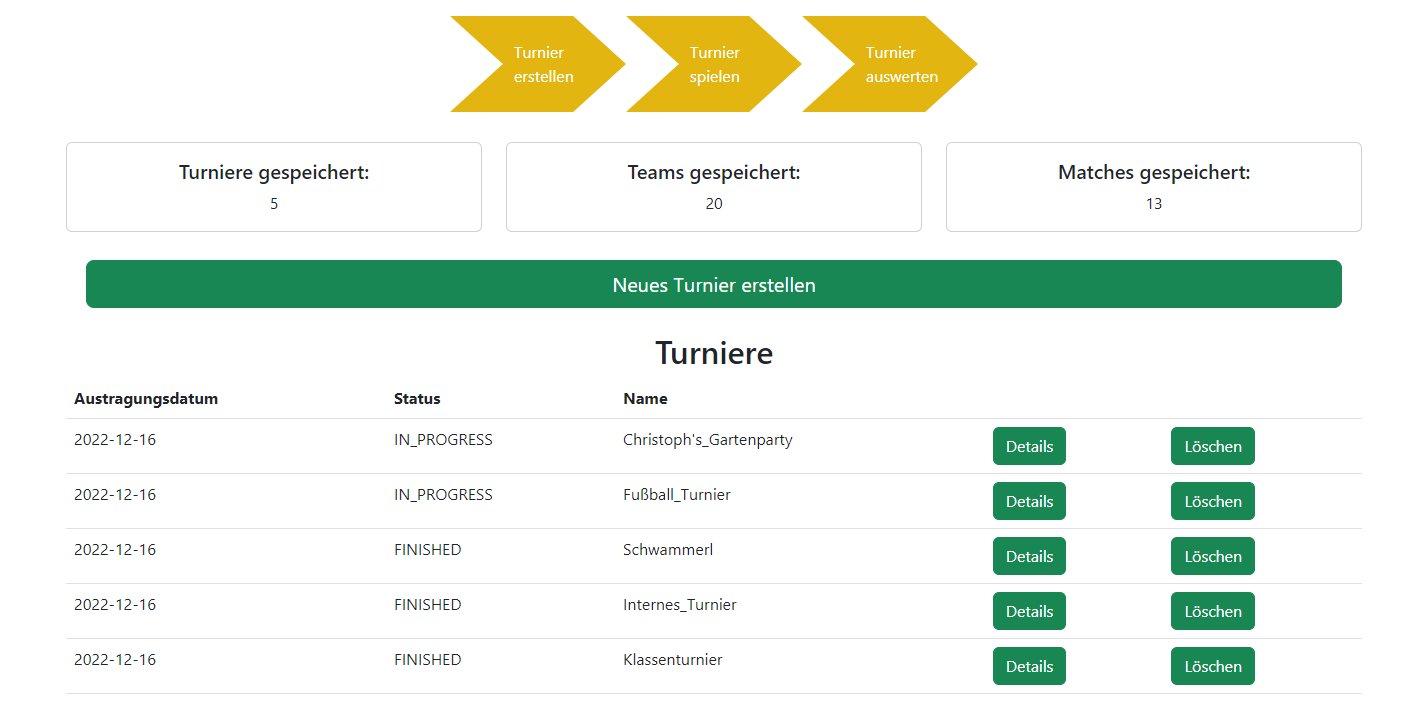 Turnier
erstellen
Turnier
spielen
Turnier
auswerten
Turniere gespeichert:
5
Teams gespeichert:
20
Matches gespeichert:
13
Neues Turnier erstellen
Turniere
Austragungsdatum Status Name
2022-12-16 IN_PROGRESS Christoph's_Gartenparty Details Löschen
2022-12-16 IN_PROGRESS Fußball_Turnier Details Löschen
2022-12-16 FINISHED Schwammerl Details Löschen
2022-12-16 FINISHED Internes_Turnier Details Löschen
2022-12-16 FINISHED Klassenturnier Details Löschen